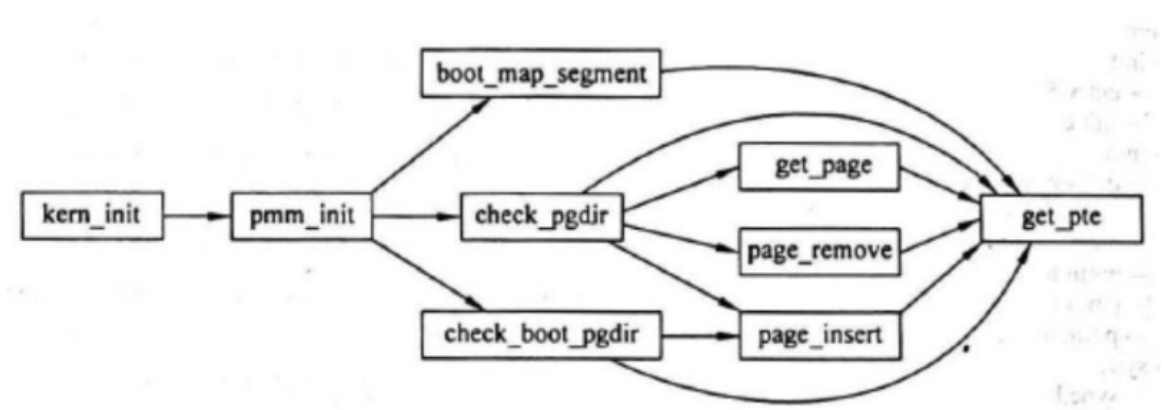 boot_map_segment
get_page
kern_init
pmm_init
check_pgdir
get_pte
page_remove
check_boot_pgdir
page_insert